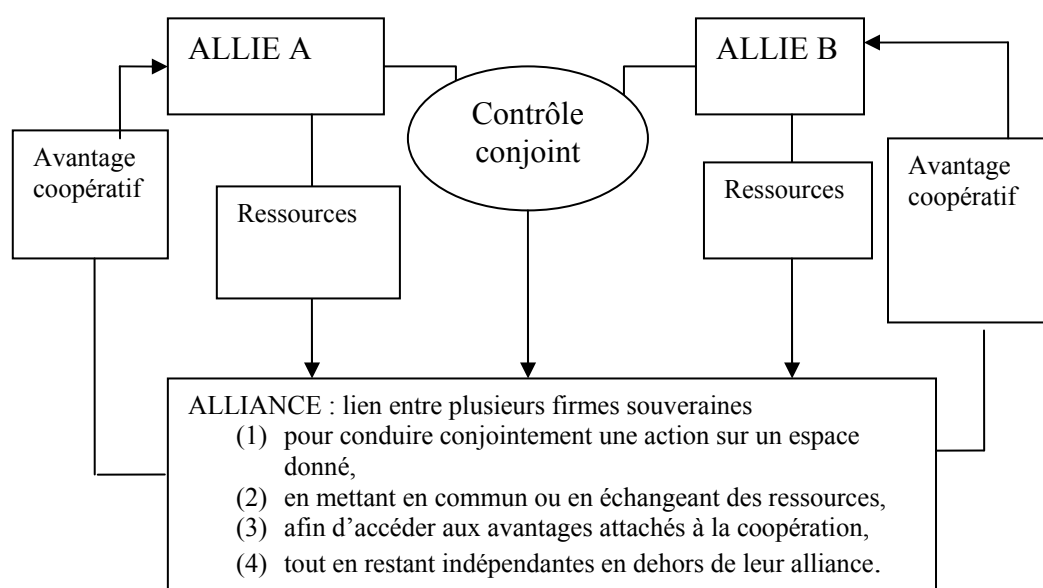 ALLIE A
ALLIE B
Contrôle
conjoint
Avantage
coopératif
Ressources
Ressources
Avantage
coopératif
ALLIANCE : lien entre plusieurs firmes souveraines
(1) pour conduire conjointement une action sur un espace
donné,
(2) en mettant en commun ou en échangeant des ressources,
(3) afin d’accéder aux avantages attachés à la coopération,
(4) tout en restant indépendantes en dehors de leur alliance.